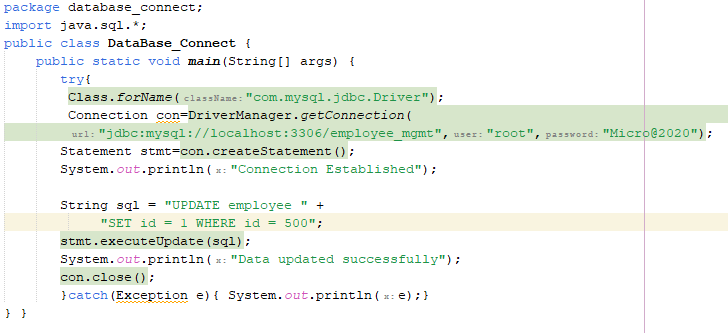 package database_connect;
import java.sql.*;
public class DataBase_Connect {
public static void main(String[] args) {
try{
Class.forName(className:"com.mysql.jdbc.Driver");
Connection con=DriverManager.getConnection(
url:"jdbc:mysql://localhost:3306/employee_mgmt",user:"root",password:"Micro@2020");
Statement stmt=con.createStatement();
System.out.println(x:"Connection Established");
String sql = "UPDATE employee " +
"SET id = 1 WHERE id = 500";
stmt.executeUpdate(sql);
System.out.println(x:"Data updated successfully");
con.close();
}catch(Exception e){ System.out.println(x:e);}
} }